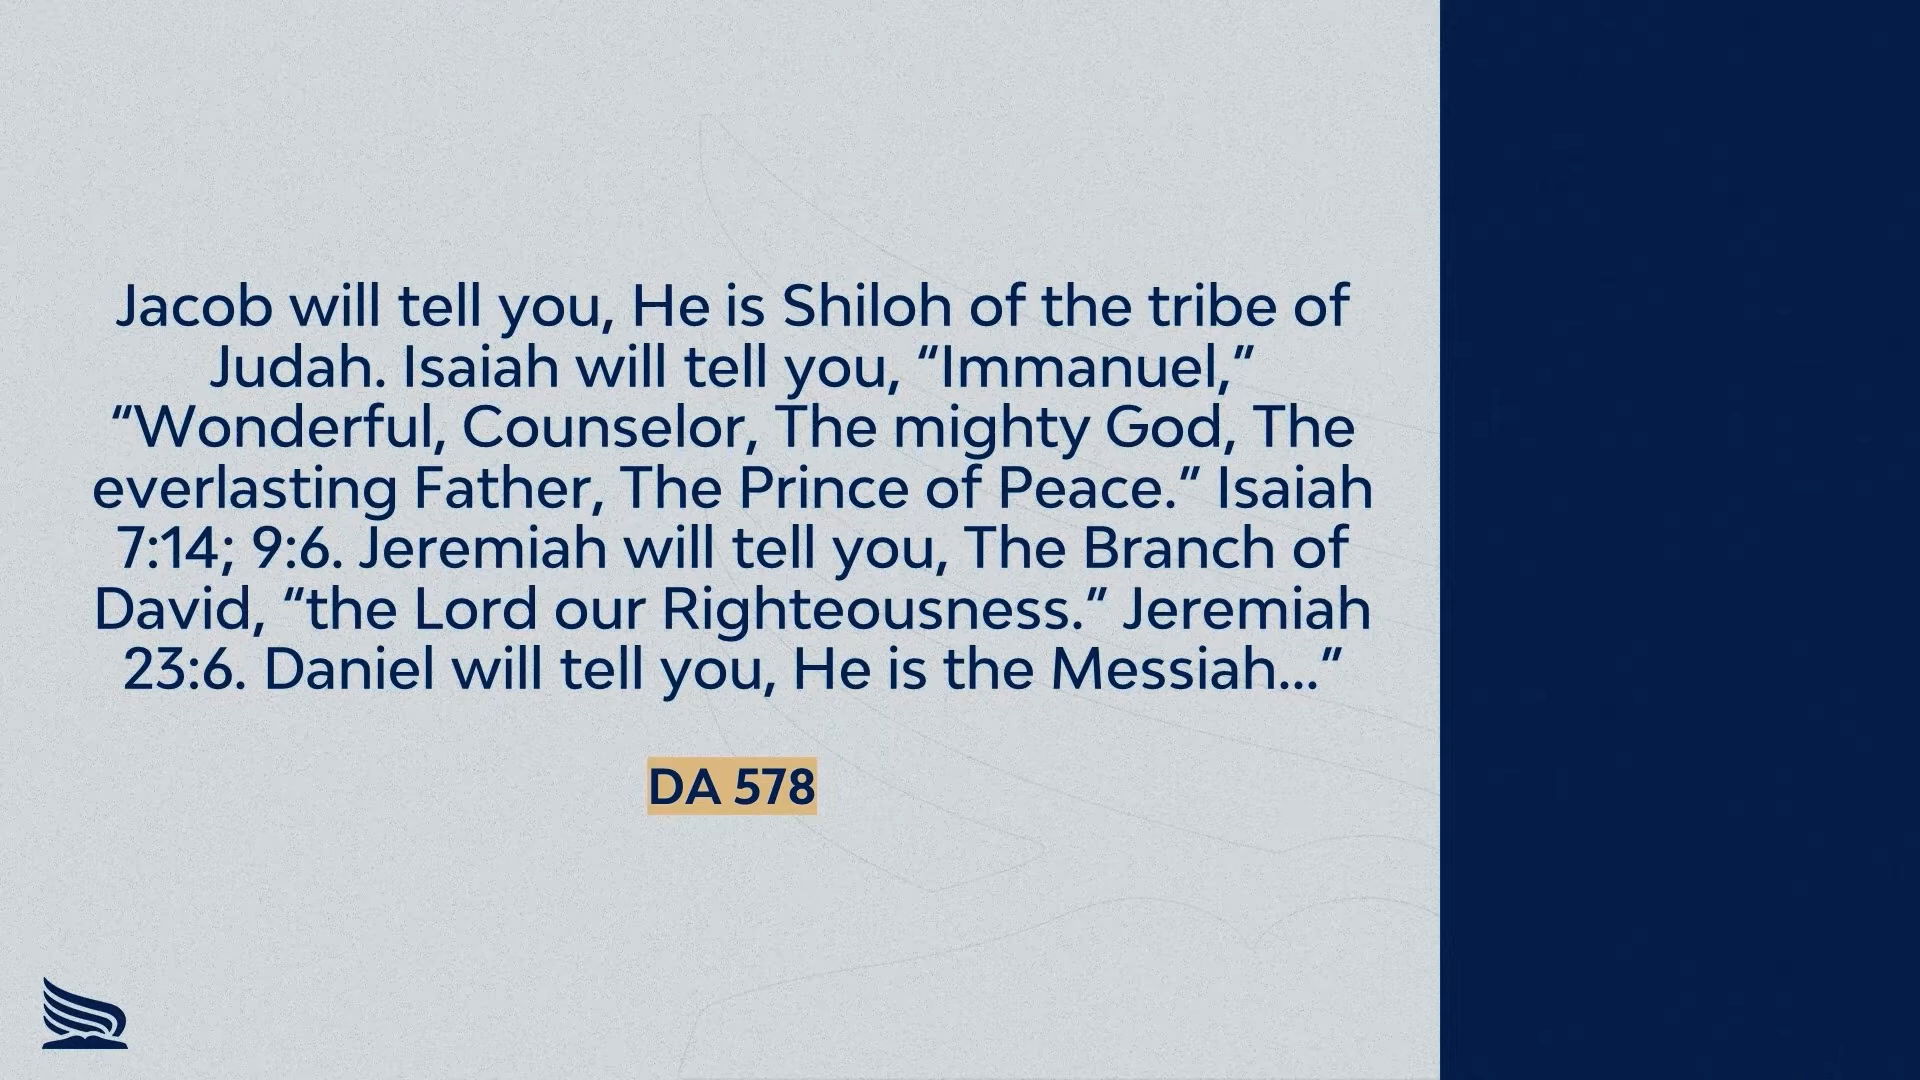 Jacob will tell you, He is Shiloh of the tribe of
Judah. Isaiah will tell you, “Immanuel,”
“Wonderful, Counselor, The mighty God, The
everlasting Father, The Prince of Peace.” Isaiah
7:14; 9:6. Jeremiah will tell you, The Branch of
David, “the Lord our Righteousness.” Jeremiah
23:6. Daniel will tell you, He is the Messiah...”
DA 578